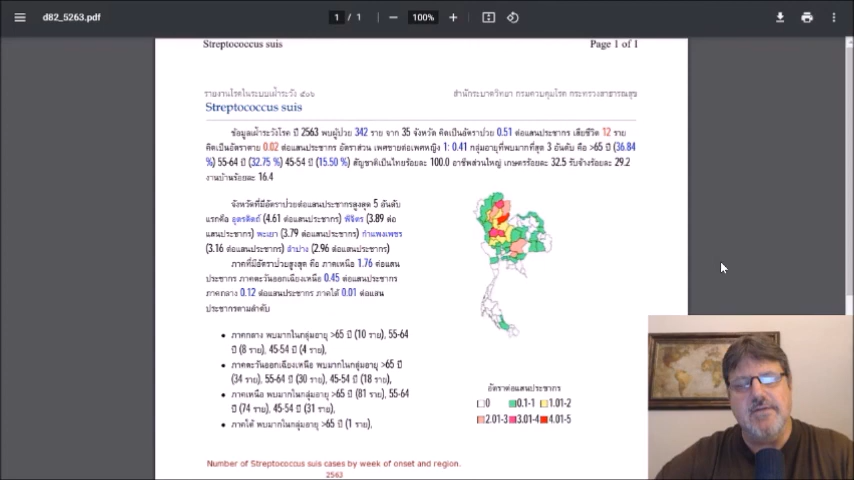 d82_5263.pdf
1 / 1
100%
Streptococcus suis
Page 1 of 1
รายงานโรคในระบบเฝ้าระวัง ๕๐๖
สำนักระบาดวิทยา กรมควบคุมโรค กระทรวงสาธารณสุข
Streptococcus suis
ข้อมูลเฝ้าระวังโรค ปี 2563 พบผู้ป่วย 342 ราย จาก 35 จังหวัด คิดเป็นอัตราป่วย 0.51 ต่อแสนประชากร เสียชีวิต 12 ราย
คิดเป็นอัตราตาย 0.02 ต่อแสนประชากร อัตราส่วน เพศชายต่อเพศหญิง 1: 0.41 กลุ่มอายุที่พบมากที่สุด 3 อันดับ คือ >65 ปี (36.84
%) 55-64 ปี (32.75 %) 45-54 ปี (15.50 %) สัญชาติเป็นไทยร้อยละ 100.0 อาชีพส่วนใหญ่ เกษตรร้อยละ 32.5 รับจ้างร้อยละ 29.2
งานบ้านร้อยละ 16.4
จังหวัดที่มีอัตราป่วยต่อแสนประชากรสูงสุด 5 อันดับ
แรกคือ อุตรดิตถ์ (4.61 ต่อแสนประชากร) พิจิตร (3.89 ต่อ
แสนประชากร) พะเยา (3.79 ต่อแสนประชากร) กำแพงเพชร
(3.16 ต่อแสนประชากร) ลำปาง (2.96 ต่อแสนประชากร)
ภาคที่มีอัตราป่วยสูงสุด คือ ภาคเหนือ 1.76 ต่อแสน
ประชากร ภาคตะวันออกเฉียงเหนือ 0.45 ต่อแสนประชากร
ภาคกลาง 0.12 ต่อแสนประชากร ภาคใต้ 0.01 ต่อแสน
ประชากรตามลำดับ
• ภาคกลาง พบมากในกลุ่มอายุ >65 ปี (10 ราย), 55-64
ปี (8 ราย), 45-54 ปี (4 ราย),
• ภาคตะวันออกเฉียงเหนือ พบมากในกลุ่มอายุ >65 ปี
(34 ราย), 55-64 ปี (30 ราย), 45-54 ปี (18 ราย),
• ภาคเหนือ พบมากในกลุ่มอายุ >65 ปี (81 ราย), 55-64
ปี (74 ราย), 45-54 ปี (31 ราย),
• ภาคใต้ พบมากในกลุ่มอายุ >65 ปี (1 ราย),
อัตราต่อแสนประชากร
0 0.1-1 1.01-2
2.01-3 3.01-4 4.01-5
Number of Streptococcus suis cases by week of onset and region.
2563